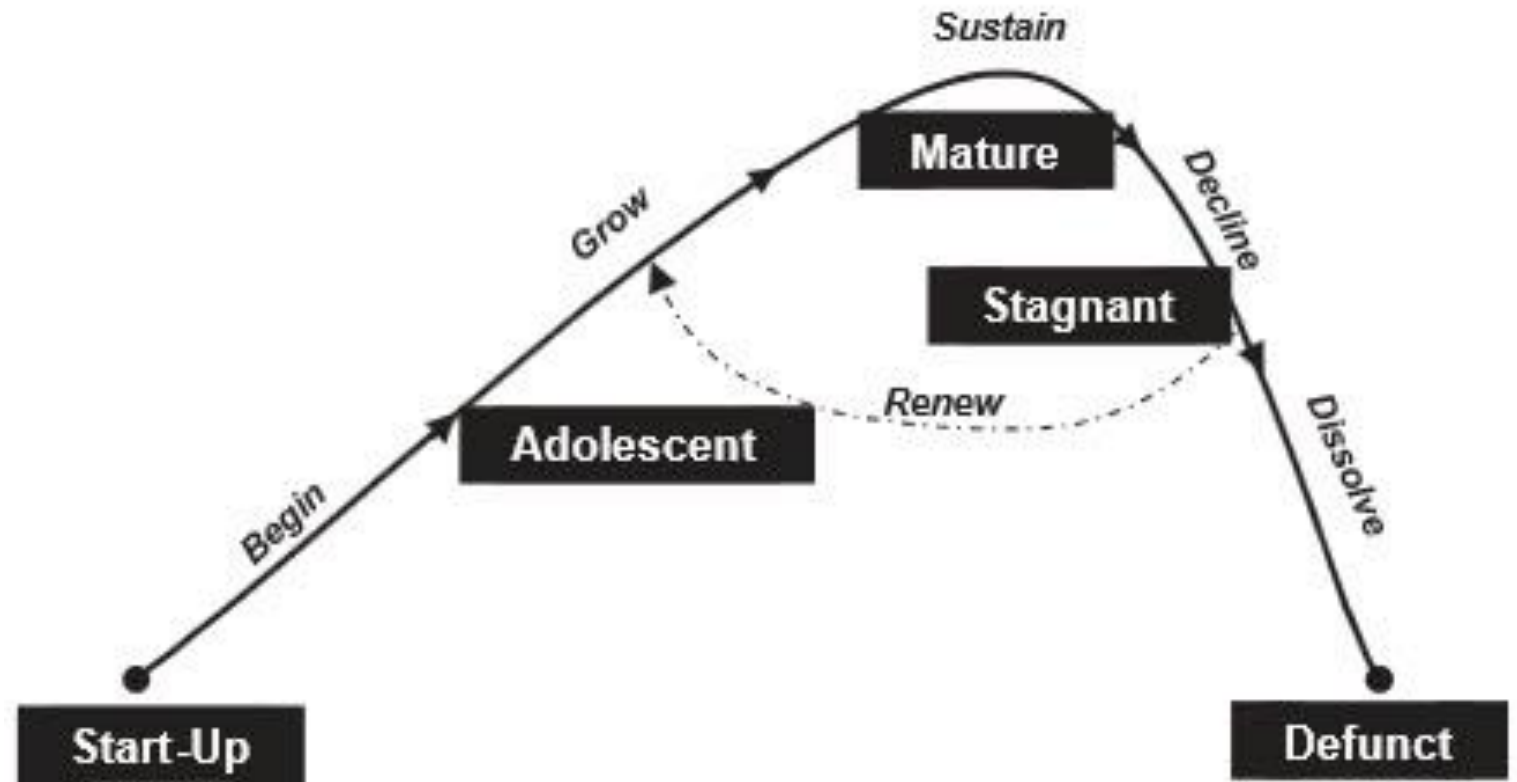 Sustain
Mature
Decline
Grow
Stagnant
Renew
Dissolve
Adolescent
Begin
Start-Up
Defunct